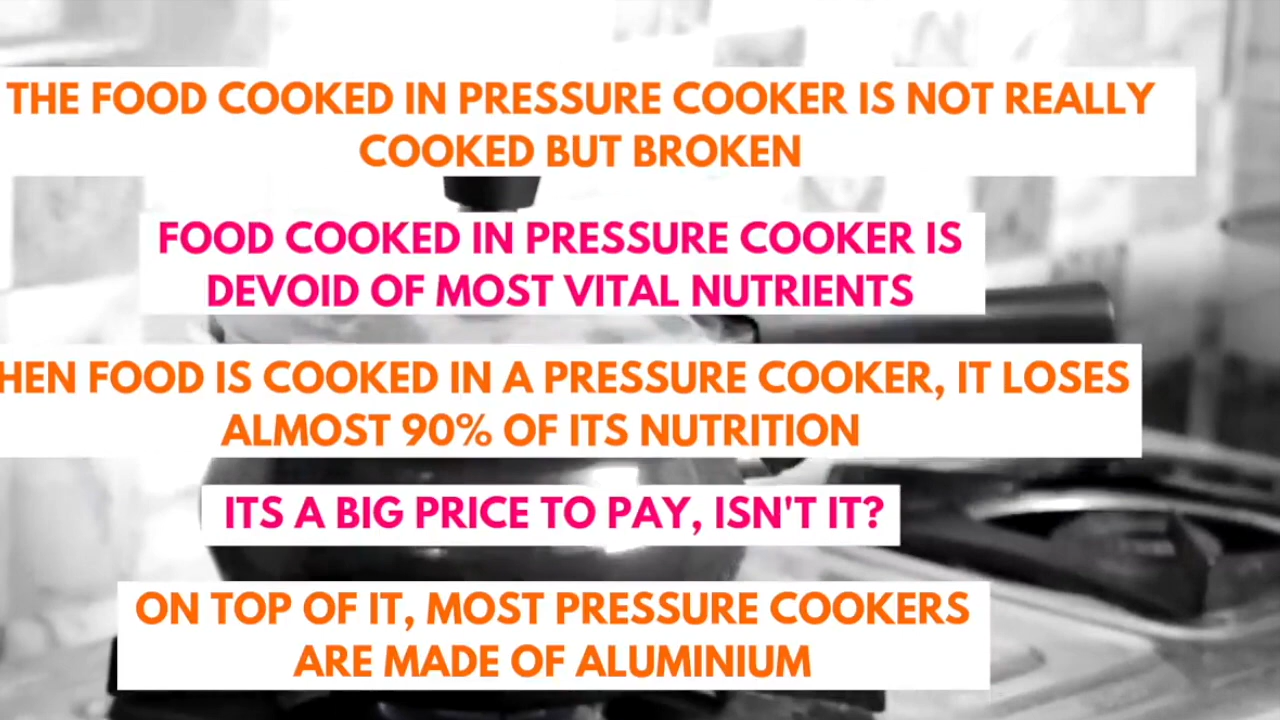 THE FOOD COOKED IN PRESSURE COOKER IS NOT REALLY
COOKED BUT BROKEN
FOOD COOKED IN PRESSURE COOKER IS
DEVOID OF MOST VITAL NUTRIENTS
HEN FOOD IS COOKED IN A PRESSURE COOKER, IT LOSES
ALMOST 90% OF ITS NUTRITION
ITS A BIG PRICE TO PAY, ISN'T IT?
ON TOP OF IT, MOST PRESSURE COOKERS
ARE MADE OF ALUMINIUM